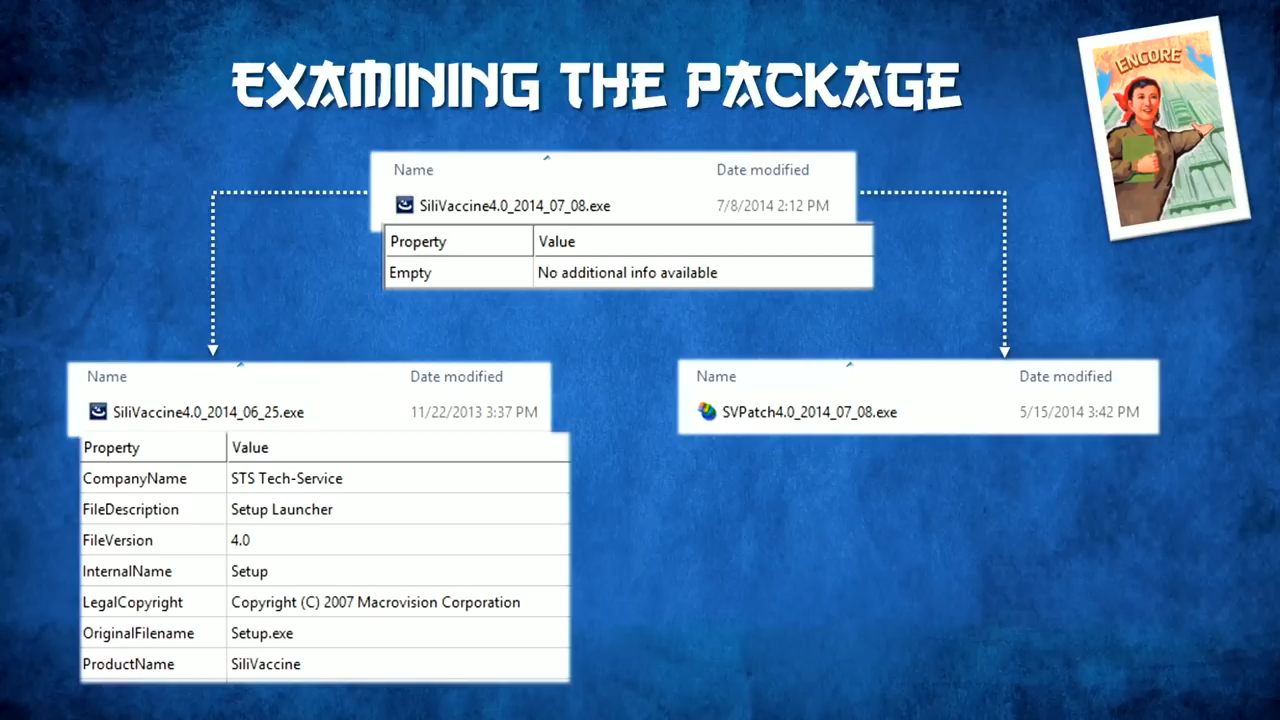 EXAMINING THE PACKAGE
ENCORE
Name Date modified
SiliVaccine4.0_2014_07_08.exe 7/8/2014 2:12 PM
Property Value
Empty No additional info available
Name Date modified
SiliVaccine4.0_2014_06_25.exe 11/22/2013 3:37 PM
Property Value
CompanyName STS Tech-Service
FileDescription Setup Launcher
FileVersion 4.0
InternalName Setup
LegalCopyright Copyright (C) 2007 Macrovision Corporation
OriginalFilename Setup.exe
ProductName SiliVaccine
Name Date modified
SVPatch4.0_2014_07_08.exe 5/15/2014 3:42 PM